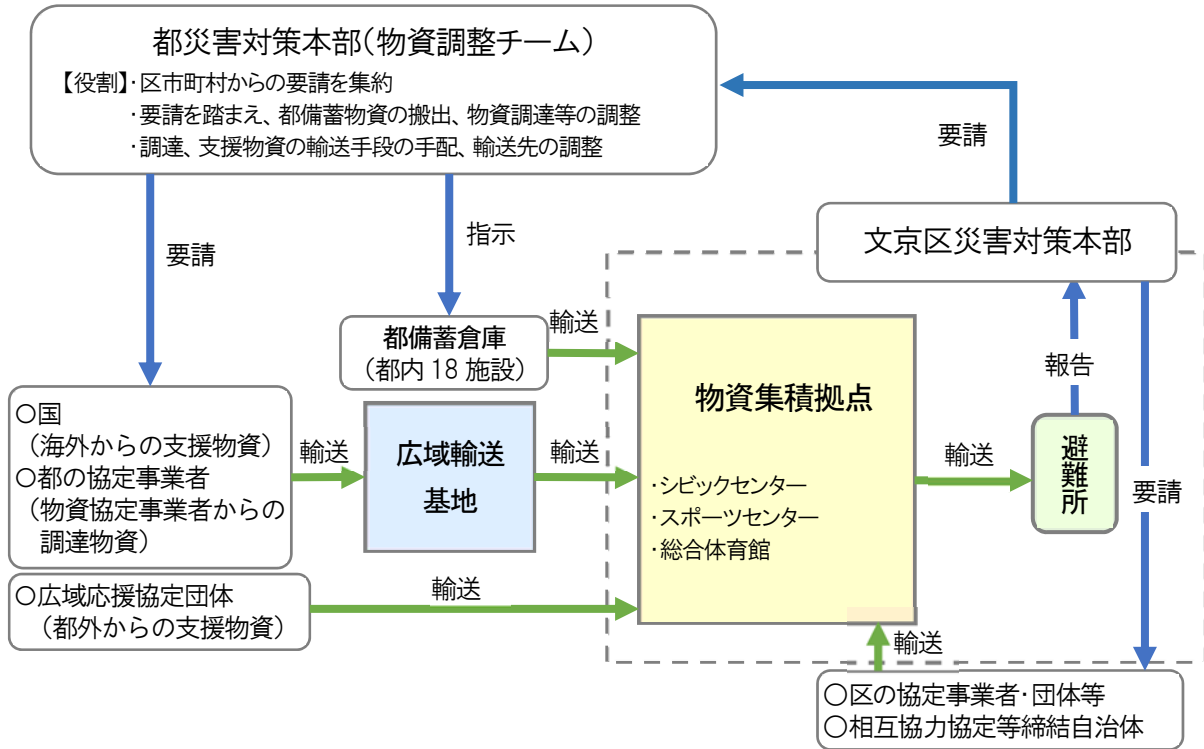 都災害対策本部(物資調整チーム)
【役割】・区市町村からの要請を集約
・要請を踏まえ、都備蓄物資の搬出、物資調達等の調整
・調達、支援物資の輸送手段の手配、輸送先の調整
要請
文京区災害対策本部
要請
指示
都備蓄倉庫
(都内18施設)
輸送
物資集積拠点
・シビックセンター
・スポーツセンター
・総合体育館
報告
避難所
要請
○国
(海外からの支援物資)
○都の協定事業者
(物資協定事業者からの
調達物資)
輸送
広域輸送
基地
輸送
輸送
○広域応援協定団体
(都外からの支援物資)
輸送
輸送
○区の協定事業者・団体等
○相互協力協定等締結自治体